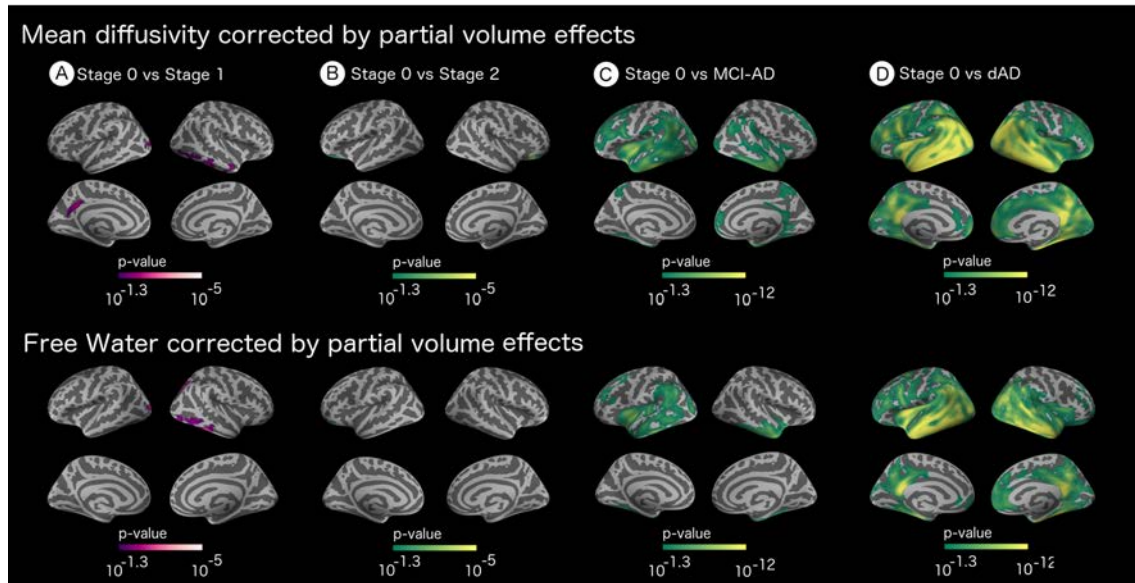 Mean diffusivity corrected by partial volume effects
A Stage 0 vs Stage 1
B Stage 0 vs Stage 2
C Stage 0 vs MCI-AD
D Stage 0 vs dAD
p-value
10-1.3 10-5
p-value
10-1.3 10-5
p-value
10-1.3 10-12
p-value
10-1.3 10-12
Free Water corrected by partial volume effects
p-value
10-1.3 10-5
p-value
10-1.3 10-5
p-value
10-1.3 10-12
p-value
10-1.3 10-12